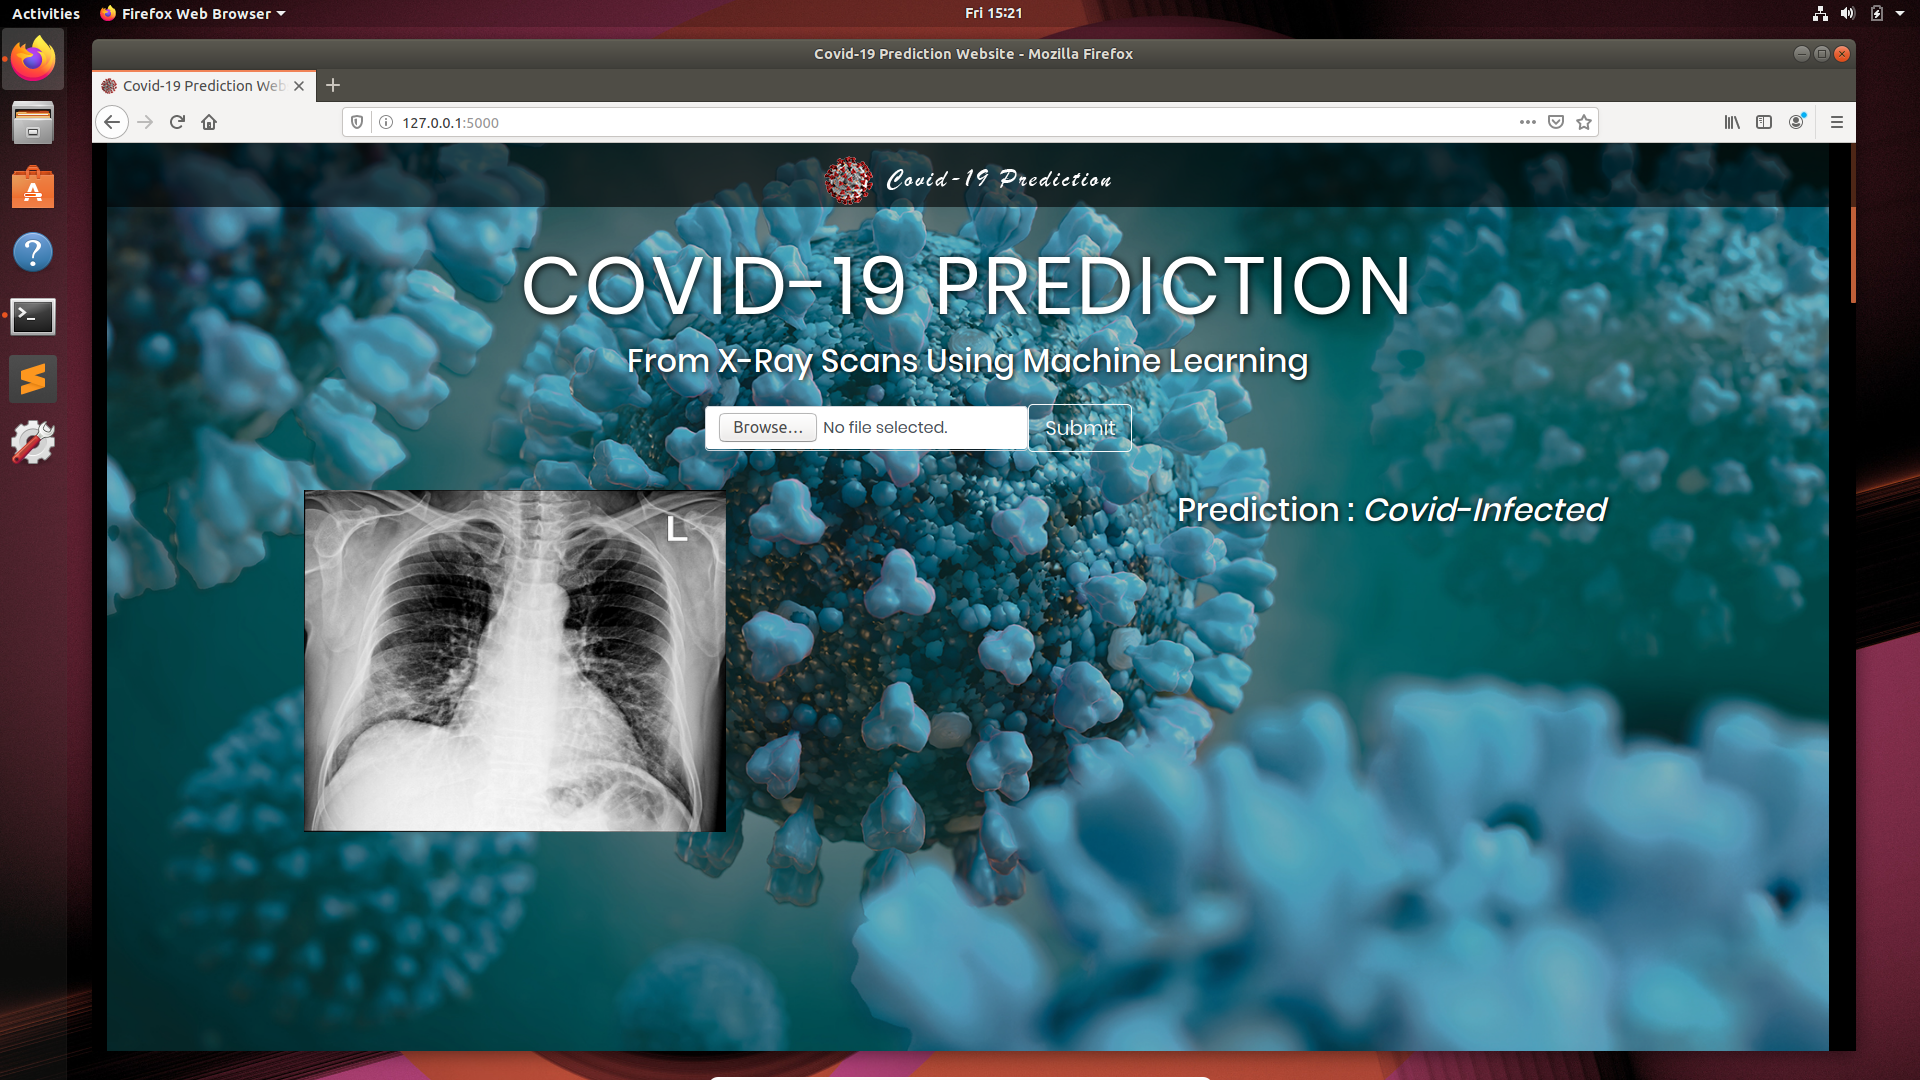 Activities Firefox Web Browser Fri 15:21
Covid-19 Prediction Website - Mozilla Firefox
Covid-19 Prediction Web
127.0.0.1:5000
Covid-19 Prediction
COVID-19 PREDICTION
From X-Ray Scans Using Machine Learning
Browse... No file selected. Submit
L
Prediction : Covid-Infected